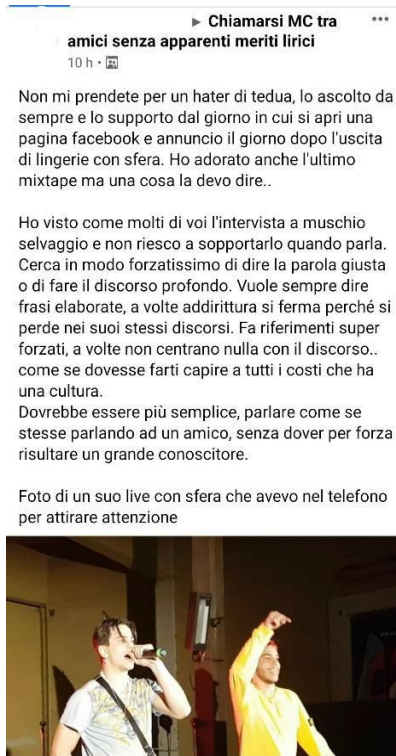 ▸ Chiamarsi MC tra
amici senza apparenti meriti lirici
10 h ·
Non mi prendete per un hater di tedua, lo ascolto da
sempre e lo supporto dal giorno in cui si apri una
pagina facebook e annuncio il giorno dopo l'uscita
di lingerie con sfera. Ho adorato anche l'ultimo
mixtape ma una cosa la devo dire..
Ho visto come molti di voi l'intervista a muschio
selvaggio e non riesco a sopportarlo quando parla.
Cerca in modo forzatissimo di dire la parola giusta
o di fare il discorso profondo. Vuole sempre dire
frasi elaborate, a volte addirittura si ferma perché si
perde nei suoi stessi discorsi. Fa riferimenti super
forzati, a volte non centrano nulla con il discorso..
come se dovesse farti capire a tutti i costi che ha
una cultura.
Dovrebbe essere più semplice, parlare come se
stesse parlando ad un amico, senza dover per forza
risultare un grande conoscitore.
Foto di un suo live con sfera che avevo nel telefono
per attirare attenzione